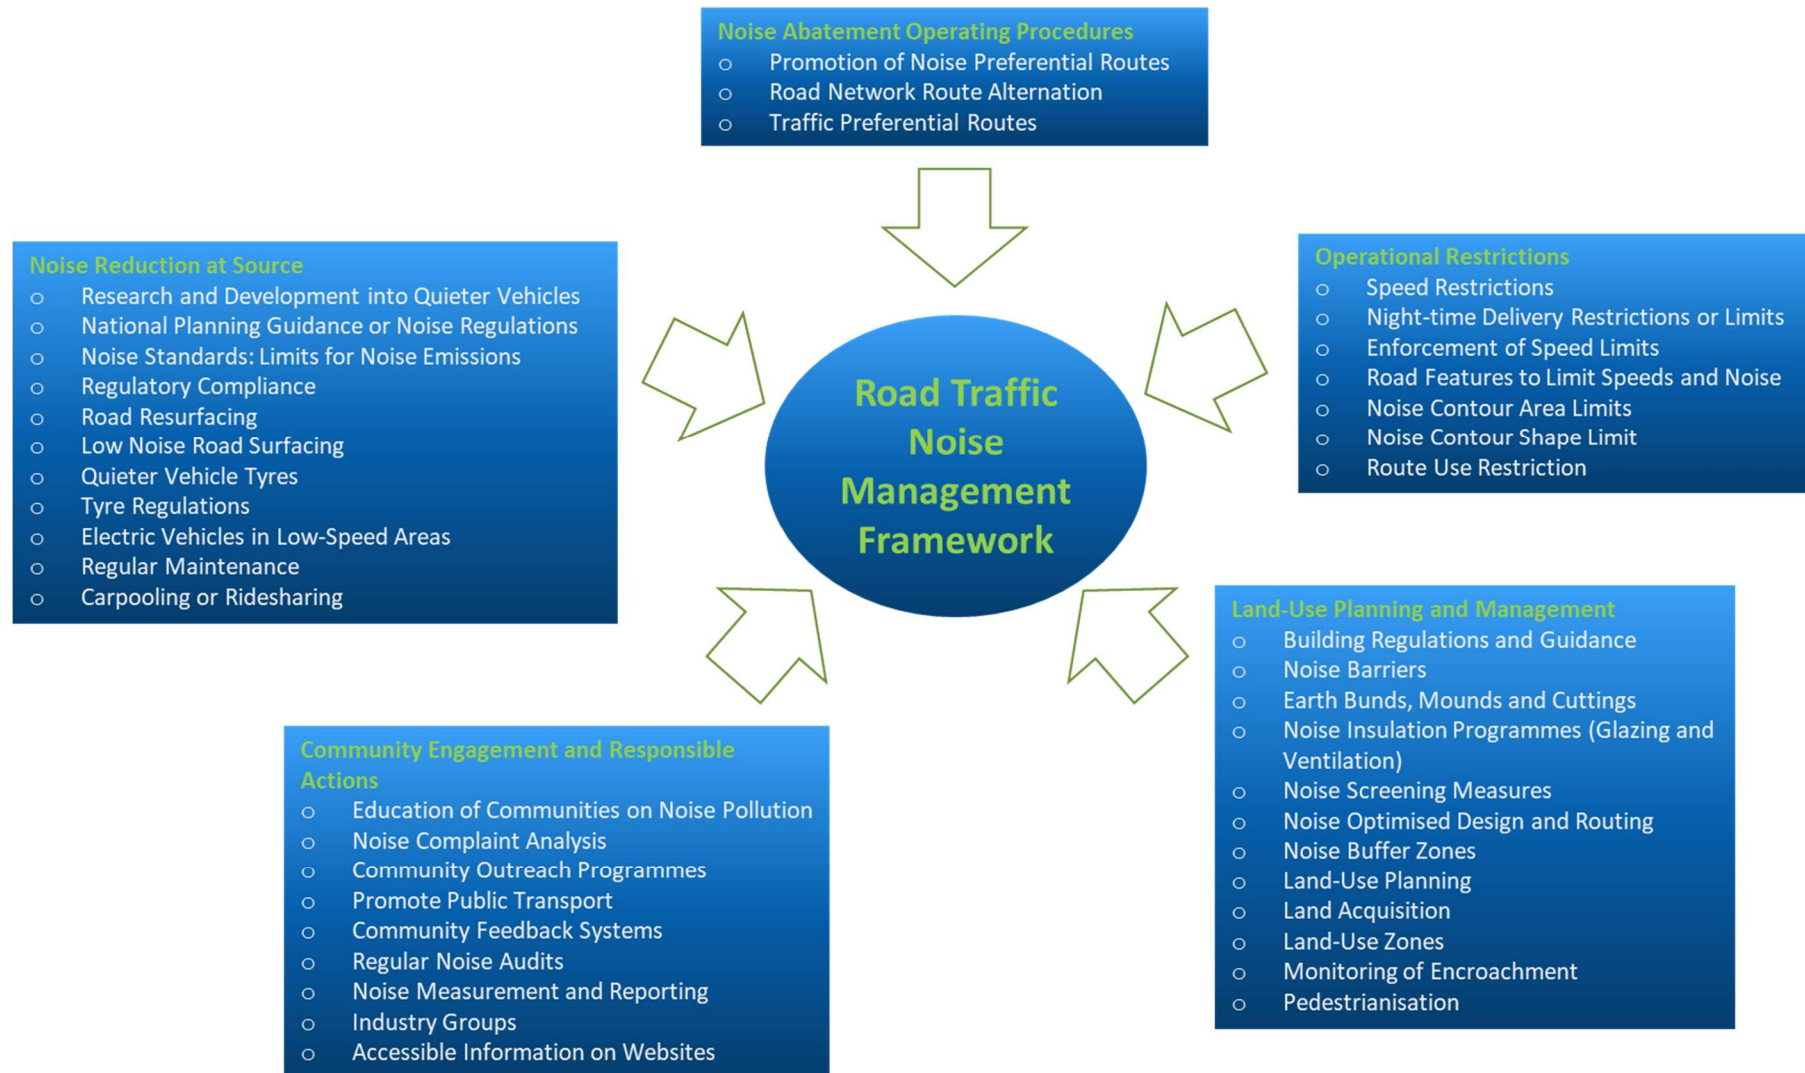 Noise Abatement Operating Procedures
o Promotion of Noise Preferential Routes
o Road Network Route Alternation
o Traffic Preferential Routes
Noise Reduction at Source
o Research and Development into Quieter Vehicles
o National Planning Guidance or Noise Regulations
o Noise Standards: Limits for Noise Emissions
o Regulatory Compliance
o Road Resurfacing
o Low Noise Road Surfacing
o Quieter Vehicle Tyres
o Tyre Regulations
o Electric Vehicles in Low-Speed Areas
o Regular Maintenance
o Carpooling or Ridesharing
Road Traffic
Noise
Management
Framework
Operational Restrictions
o Speed Restrictions
o Night-time Delivery Restrictions or Limits
o Enforcement of Speed Limits
o Road Features to Limit Speeds and Noise
o Noise Contour Area Limits
o Noise Contour Shape Limit
o Route Use Restriction
Community Engagement and Responsible
Actions
o Education of Communities on Noise Pollution
o Noise Complaint Analysis
o Community Outreach Programmes
o Promote Public Transport
o Community Feedback Systems
o Regular Noise Audits
o Noise Measurement and Reporting
o Industry Groups
o Accessible Information on Websites
Land-Use Planning and Management
o Building Regulations and Guidance
o Noise Barriers
o Earth Bunds, Mounds and Cuttings
o Noise Insulation Programmes (Glazing and
Ventilation)
o Noise Screening Measures
o Noise Optimised Design and Routing
o Noise Buffer Zones
o Land-Use Planning
o Land Acquisition
o Land-Use Zones
o Monitoring of Encroachment
o Pedestrianisation